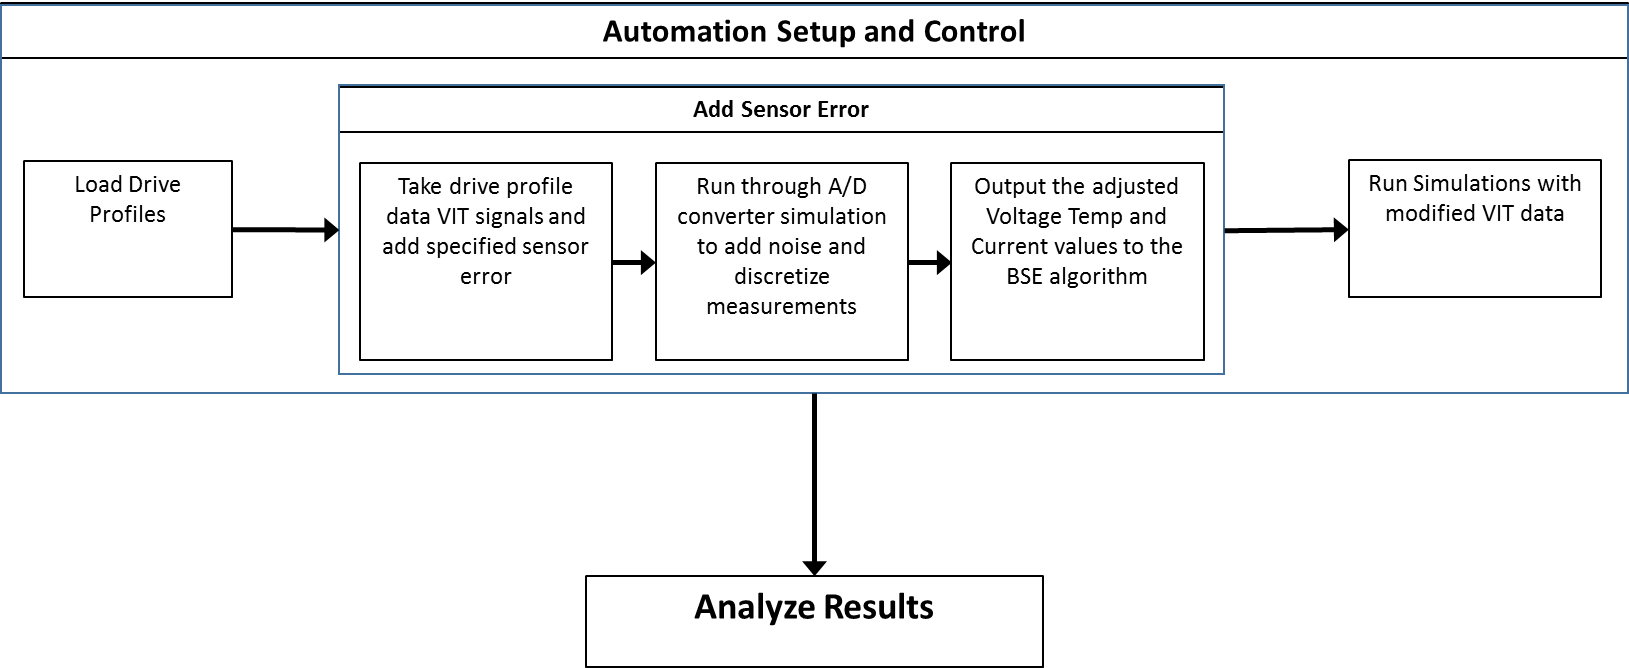 Automation Setup and Control
Add Sensor Error
Load Drive
Profiles
Take drive profile
data VIT signals and
add specified sensor
error
Run through A/D
converter simulation
to add noise and
discretize
measurements
Output the adjusted
Voltage Temp and
Current values to the
BSE algorithm
Run Simulations with
modified VIT data
Analyze Results